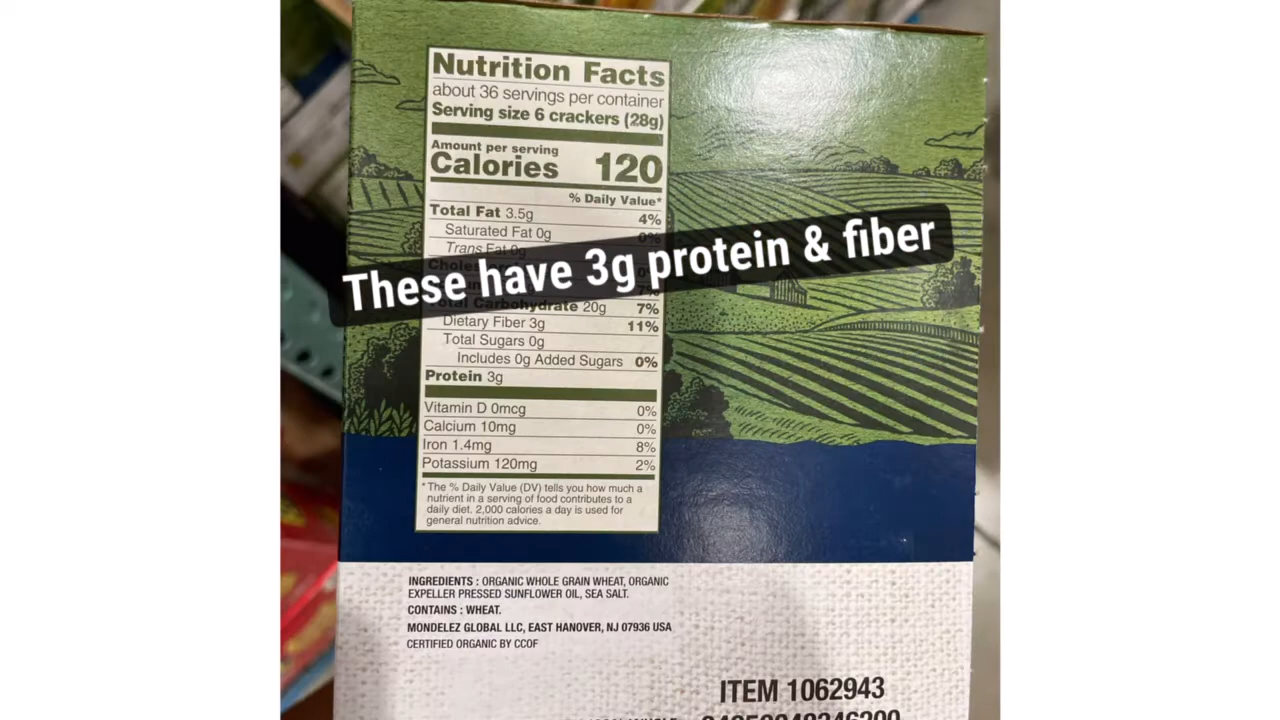 Nutrition Facts
about 36 servings per container
Serving size 6 crackers (28g)
Amount per serving
Calories 120
% Daily Value*
Total Fat 3.5g 4%
Saturated Fat 0g 0%
Trans Fat 0g
These have 3g protein & fiber
7%
Total Carbohydrate 20g 7%
Dietary Fiber 3g 11%
Total Sugars 0g
Includes 0g Added Sugars 0%
Protein 3g
Vitamin D 0mcg 0%
Calcium 10mg 0%
Iron 1.4mg 8%
Potassium 120mg 2%
* The % Daily Value (DV) tells you how much a
nutrient in a serving of food contributes to a
daily diet. 2,000 calories a day is used for
general nutrition advice.
INGREDIENTS : ORGANIC WHOLE GRAIN WHEAT, ORGANIC
EXPELLER PRESSED SUNFLOWER OIL, SEA SALT.
CONTAINS : WHEAT.
MONDELEZ GLOBAL LLC, EAST HANOVER, NJ 07936 USA
CERTIFIED ORGANIC BY CCOF
ITEM 1062943